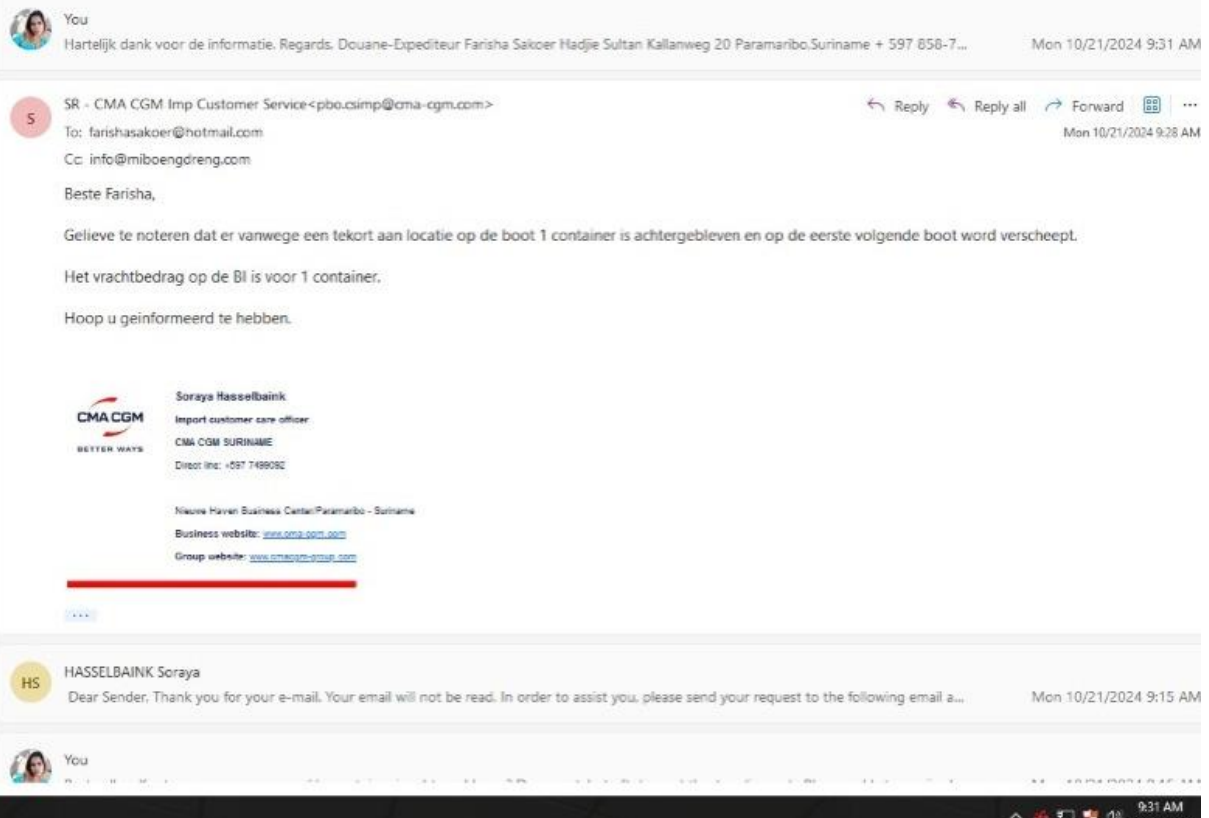 You
Hartelijk dank voor de informatie. Regards. Douane-Expediteur Farisha Sakoer Hadjie Sultan Kallanweg 20 Paramaribo.Suriname + 597 858-7... Mon 10/21/2024 9:31 AM
S
SR - CMA CGM Imp Customer Service<pbo.csimp@cma-cgm.com>
Reply Reply all Forward ...
To: farishasakoer@hotmail.com
Mon 10/21/2024 9:28 AM
Cc: info@miboengdreng.com
Beste Farisha,
Gelieve te noteren dat er vanwege een tekort aan locatie op de boot 1 container is achtergebleven en op de eerste volgende boot word verscheept.
Het vrachtbedrag op de Bl is voor 1 container.
Hoop u geinformeerd te hebben.
CMA CGM
BETTER WAYS
Soraya Hasselbaink
Import customer care officer
CMA CGM SURINAME
Direct line: +597 7499092
Nieuwe Haven Business Center/Paramaribo - Suriname
Business website: www.cma-cgm.com
Group website: www.cmacgm-group.com
...
HS
HASSELBAINK Soraya
Dear Sender, Thank you for your e-mail. Your email will not be read. In order to assist you, please send your request to the following email a... Mon 10/21/2024 9:15 AM
You
9:31 AM